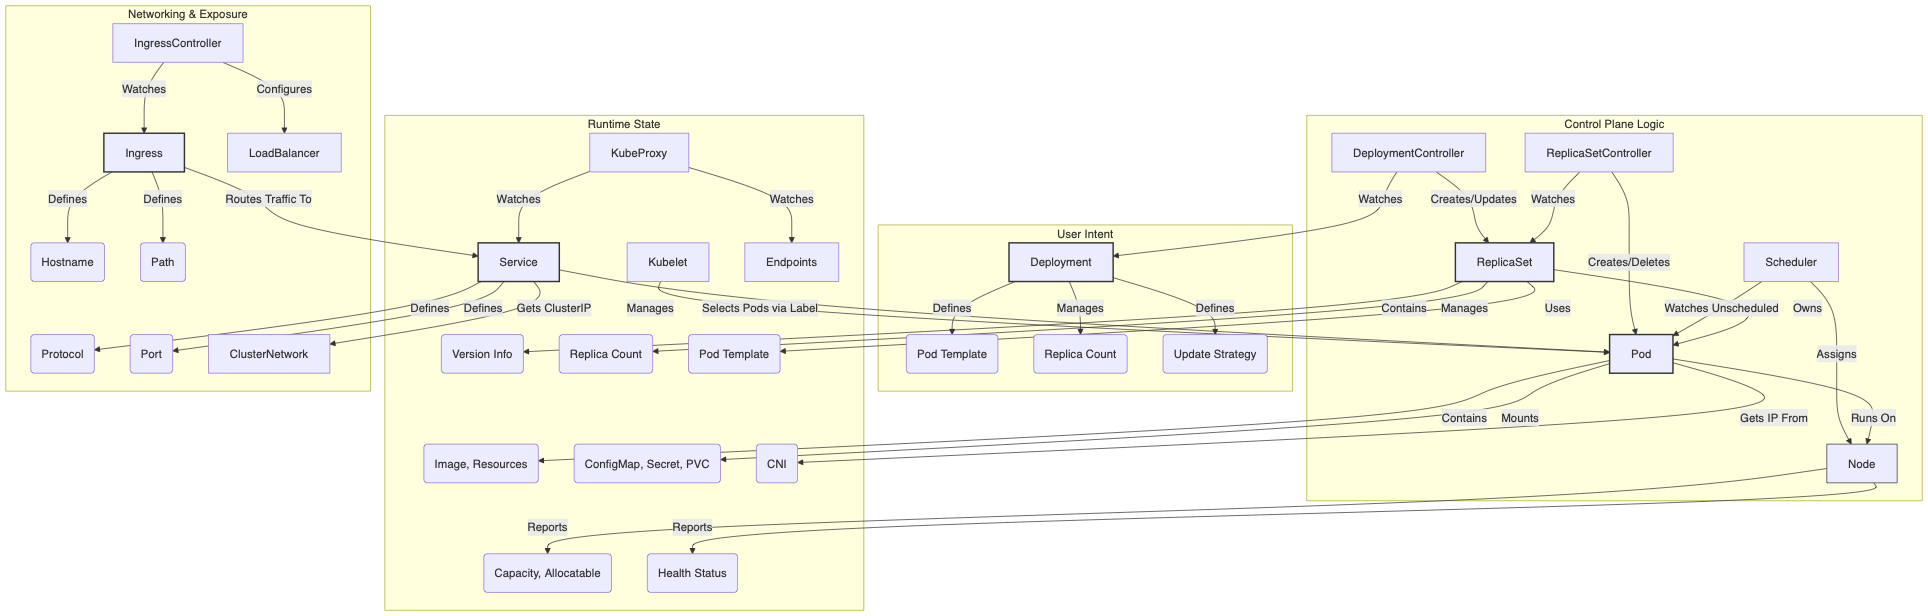 Networking & Exposure
IngressController
Watches
Configures
Ingress
LoadBalancer
Defines
Defines
Routes Traffic To
Hostname
Path
Protocol
Port
ClusterNetwork
Runtime State
KubeProxy
Watches
Watches
Service
Kubelet
Endpoints
Defines
Defines
Gets ClusterIP
Manages
Selects Pods via Label
Version Info
Replica Count
Pod Template
Image, Resources
ConfigMap, Secret, PVC
CNI
Reports
Reports
Capacity, Allocatable
Health Status
User Intent
Deployment
Defines
Manages
Defines
Pod Template
Replica Count
Update Strategy
Control Plane Logic
DeploymentController
ReplicaSetController
Watches
Creates/Updates
Watches
ReplicaSet
Creates/Deletes
Scheduler
Contains
Manages
Uses
Watches Unscheduled
Owns
Pod
Assigns
Contains
Mounts
Gets IP From
Runs On
Node